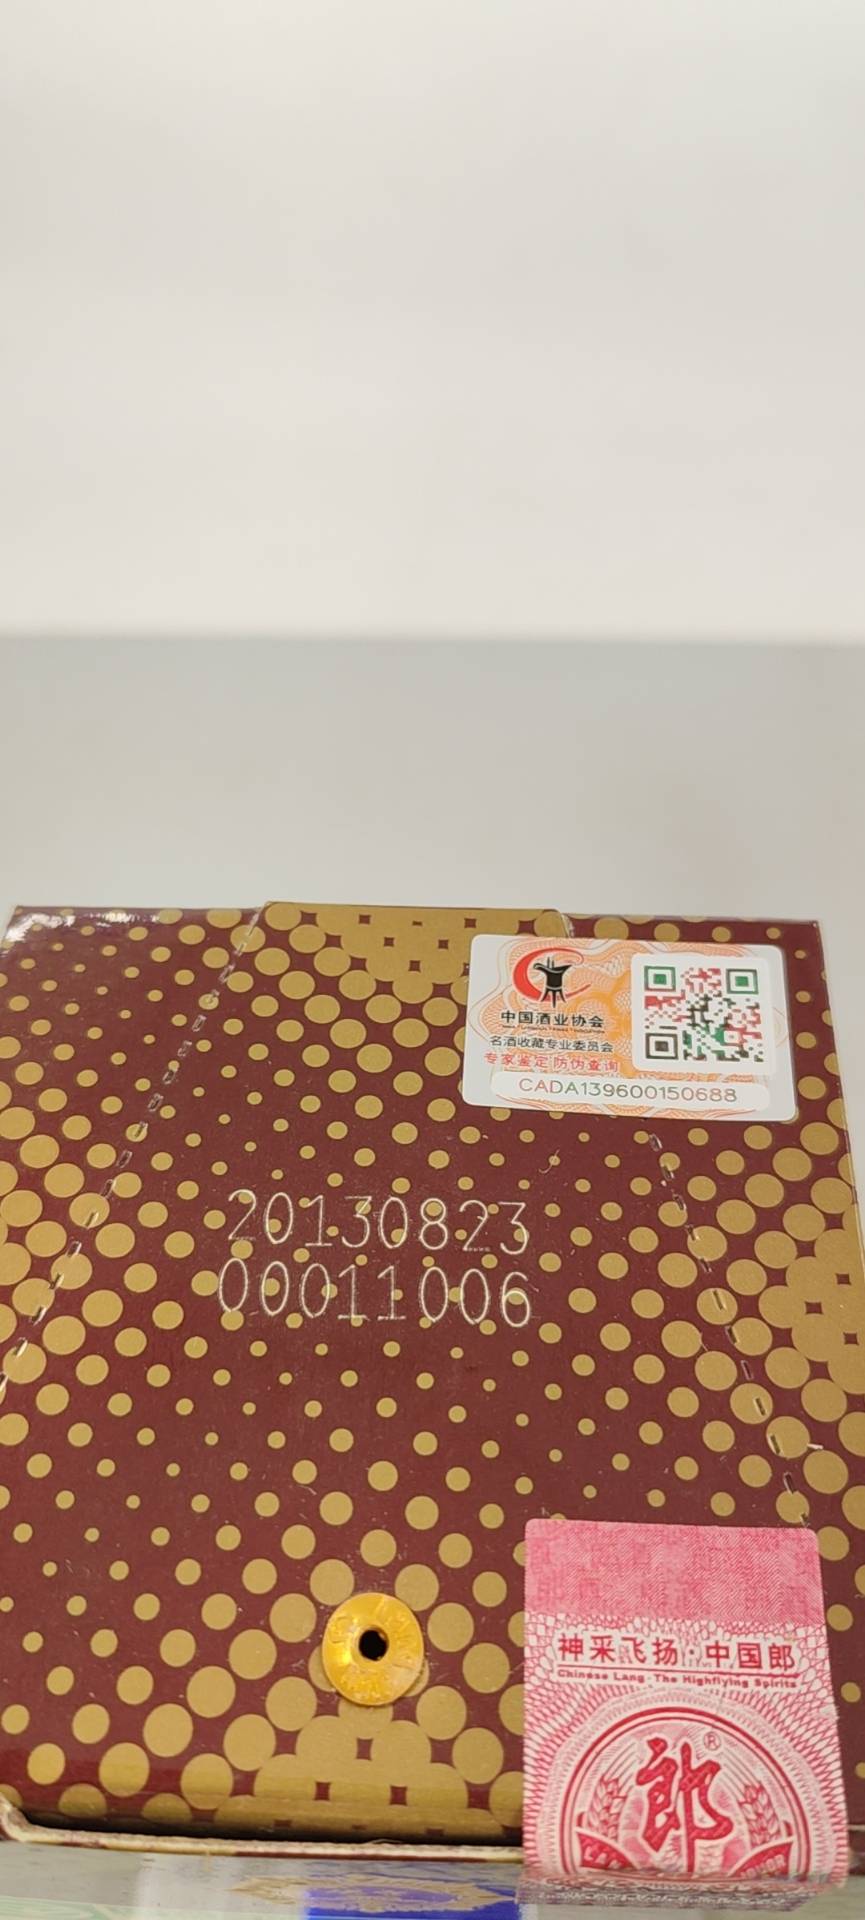 中国酒业协会
名酒收藏专业委员会
专家鉴定 防伪查询
CADA139600150688
20130823
00011006
神采飞扬·中国郎
Chinese Lang·The Highflying Spirits
郎®